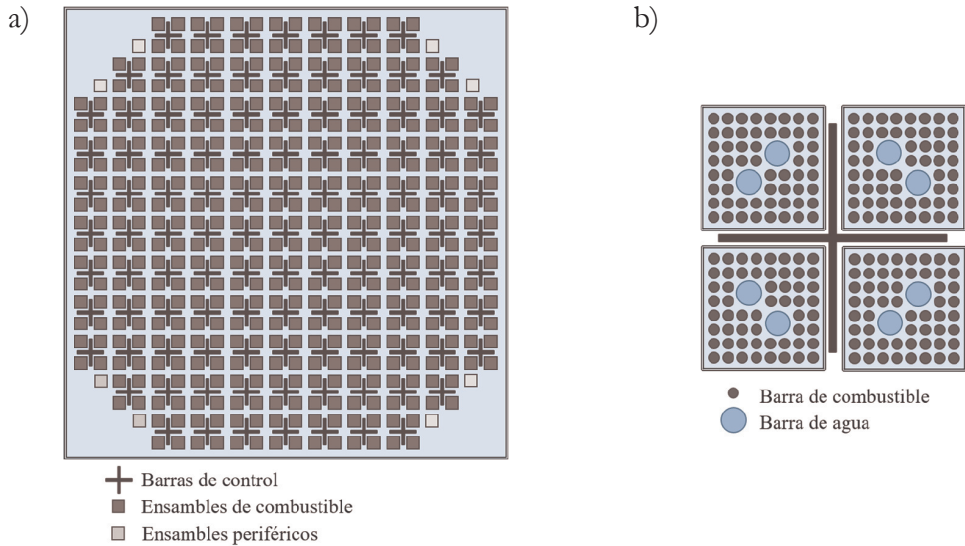 a)
b)
Barra de combustible
Barra de agua
Barras de control
Ensambles de combustible
Ensambles periféricos